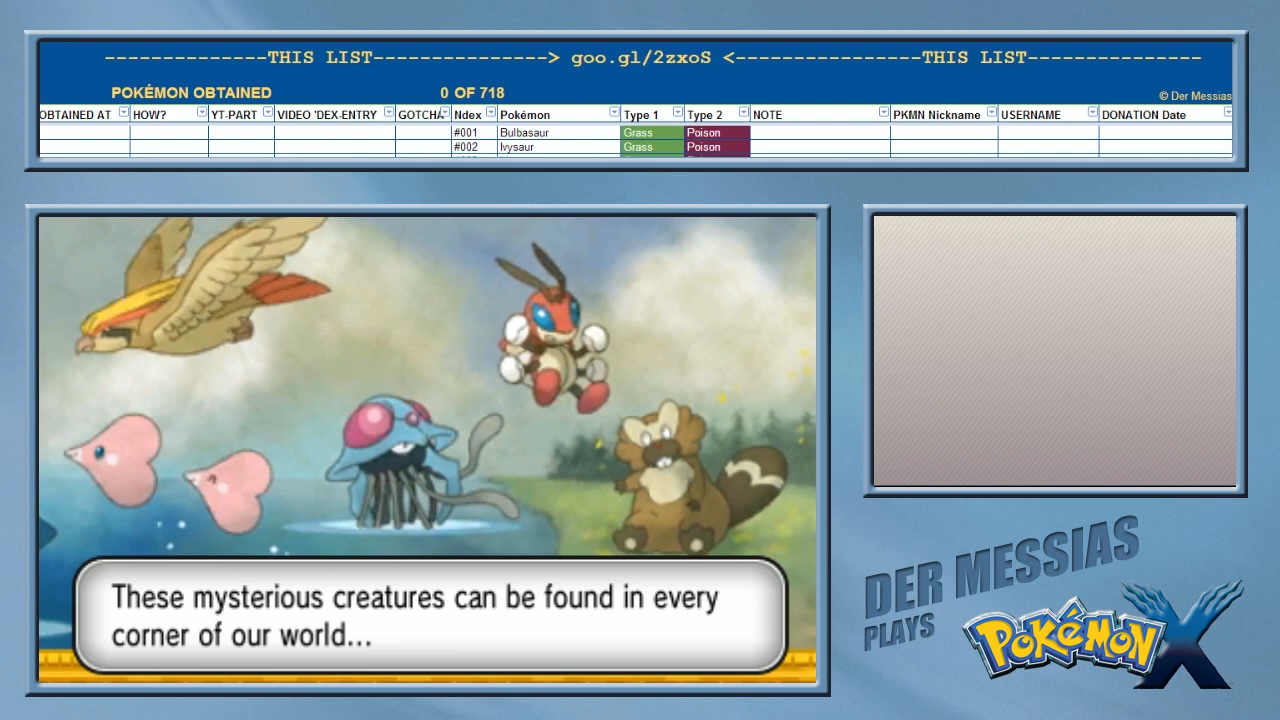 --------------THIS LIST---------------> goo.gl/2zxoS <----------------THIS LIST---------------
POKÉMON OBTAINED 0 OF 718
© Der Messias
OBTAINED AT HOW? YT-PART VIDEO 'DEX-ENTRY GOTCHA Ndex Pokémon Type 1 Type 2 NOTE PKMN Nickname USERNAME DONATION Date
#001 Bulbasaur Grass Poison
#002 Ivysaur Grass Poison
These mysterious creatures can be found in every
corner of our world...
DER MESSIAS
PLAYS
POKéMON X